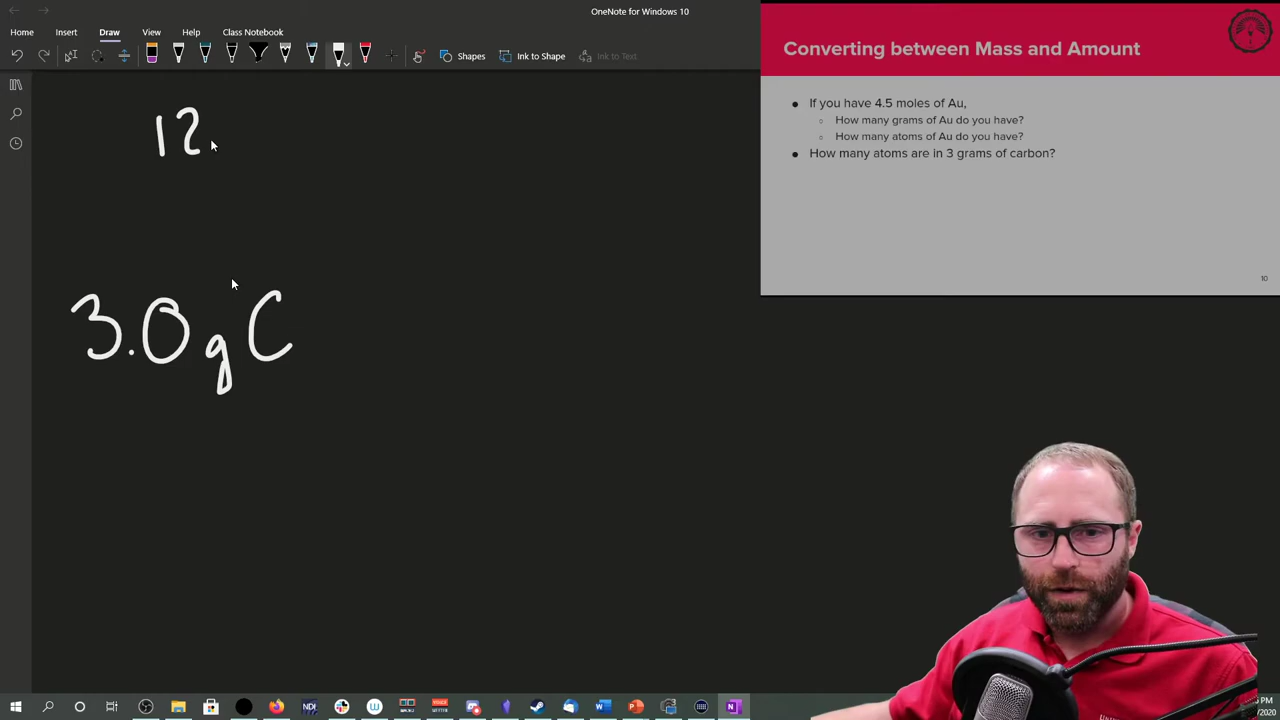 OneNote for Windows 10
Home Insert Draw View Help Class Notebook
Shapes Ink to Shape Ink to Text
12.
3.0 g C
Converting between Mass and Amount
● If you have 4.5 moles of Au,
○ How many grams of Au do you have?
○ How many atoms of Au do you have?
● How many atoms are in 3 grams of carbon?
10